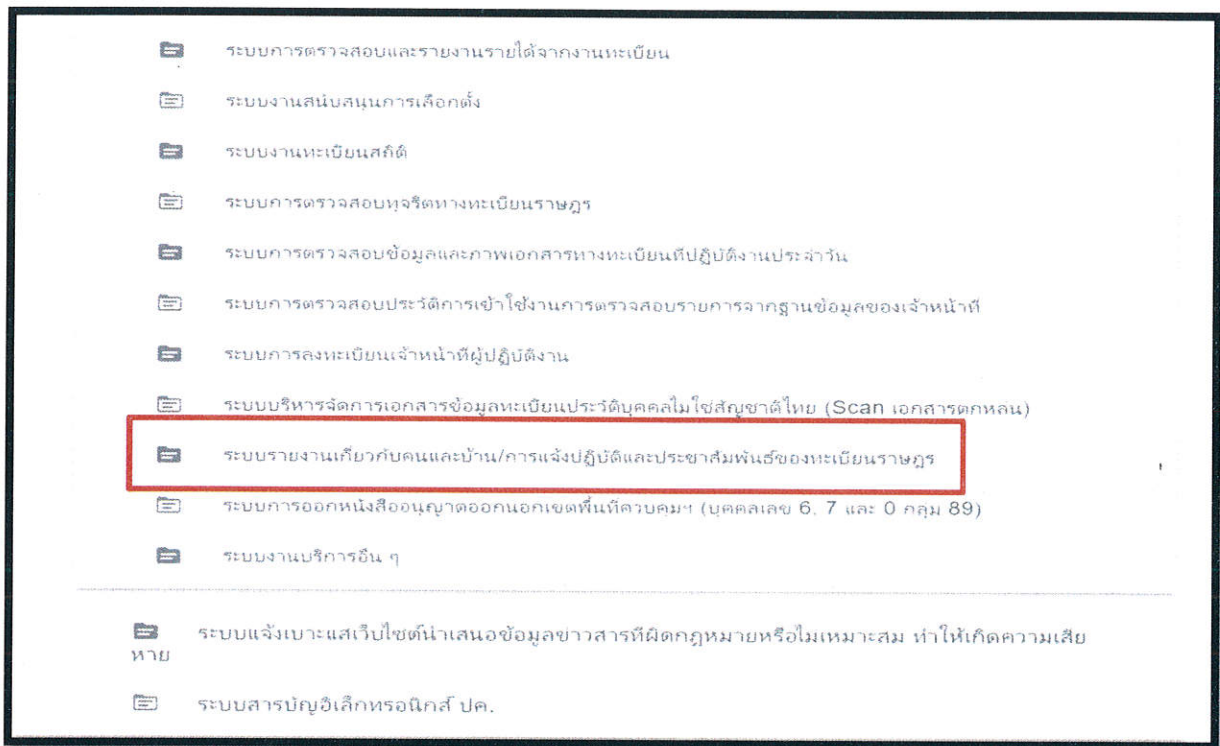 ระบบการตรวจสอบและรายงานรายได้จากงานทะเบียน
ระบบงานสนับสนุนการเลือกตั้ง
ระบบงานทะเบียนสถิติ
ระบบการตรวจสอบทุจริตทางทะเบียนราษฎร
ระบบการตรวจสอบข้อมูลและภาพเอกสารทางทะเบียนที่ปฏิบัติงานประจำวัน
ระบบการตรวจสอบประวัติการเข้าใช้งานการตรวจสอบรายการจากฐานข้อมูลของเจ้าหน้าที่
ระบบการลงทะเบียนเจ้าหน้าที่ผู้ปฏิบัติงาน
ระบบบริหารจัดการเอกสารข้อมูลทะเบียนประวัติบุคคลไม่ใช่สัญชาติไทย (Scan เอกสารตกหล่น)
ระบบรายงานเกี่ยวกับคนและบ้าน/การแจ้งปฏิบัติและประชาสัมพันธ์ของทะเบียนราษฎร
ระบบการออกหนังสืออนุญาตออกนอกเขตพื้นที่ควบคุมฯ (บุคคลเลข 6, 7 และ 0 กลุ่ม 89)
ระบบงานบริการอื่น ๆ
ระบบแจ้งเบาะแสเว็บไซต์นำเสนอข้อมูลข่าวสารที่ผิดกฎหมายหรือไม่เหมาะสม ทำให้เกิดความเสีย
หาย
ระบบสารบัญอิเล็กทรอนิกส์ ปค.